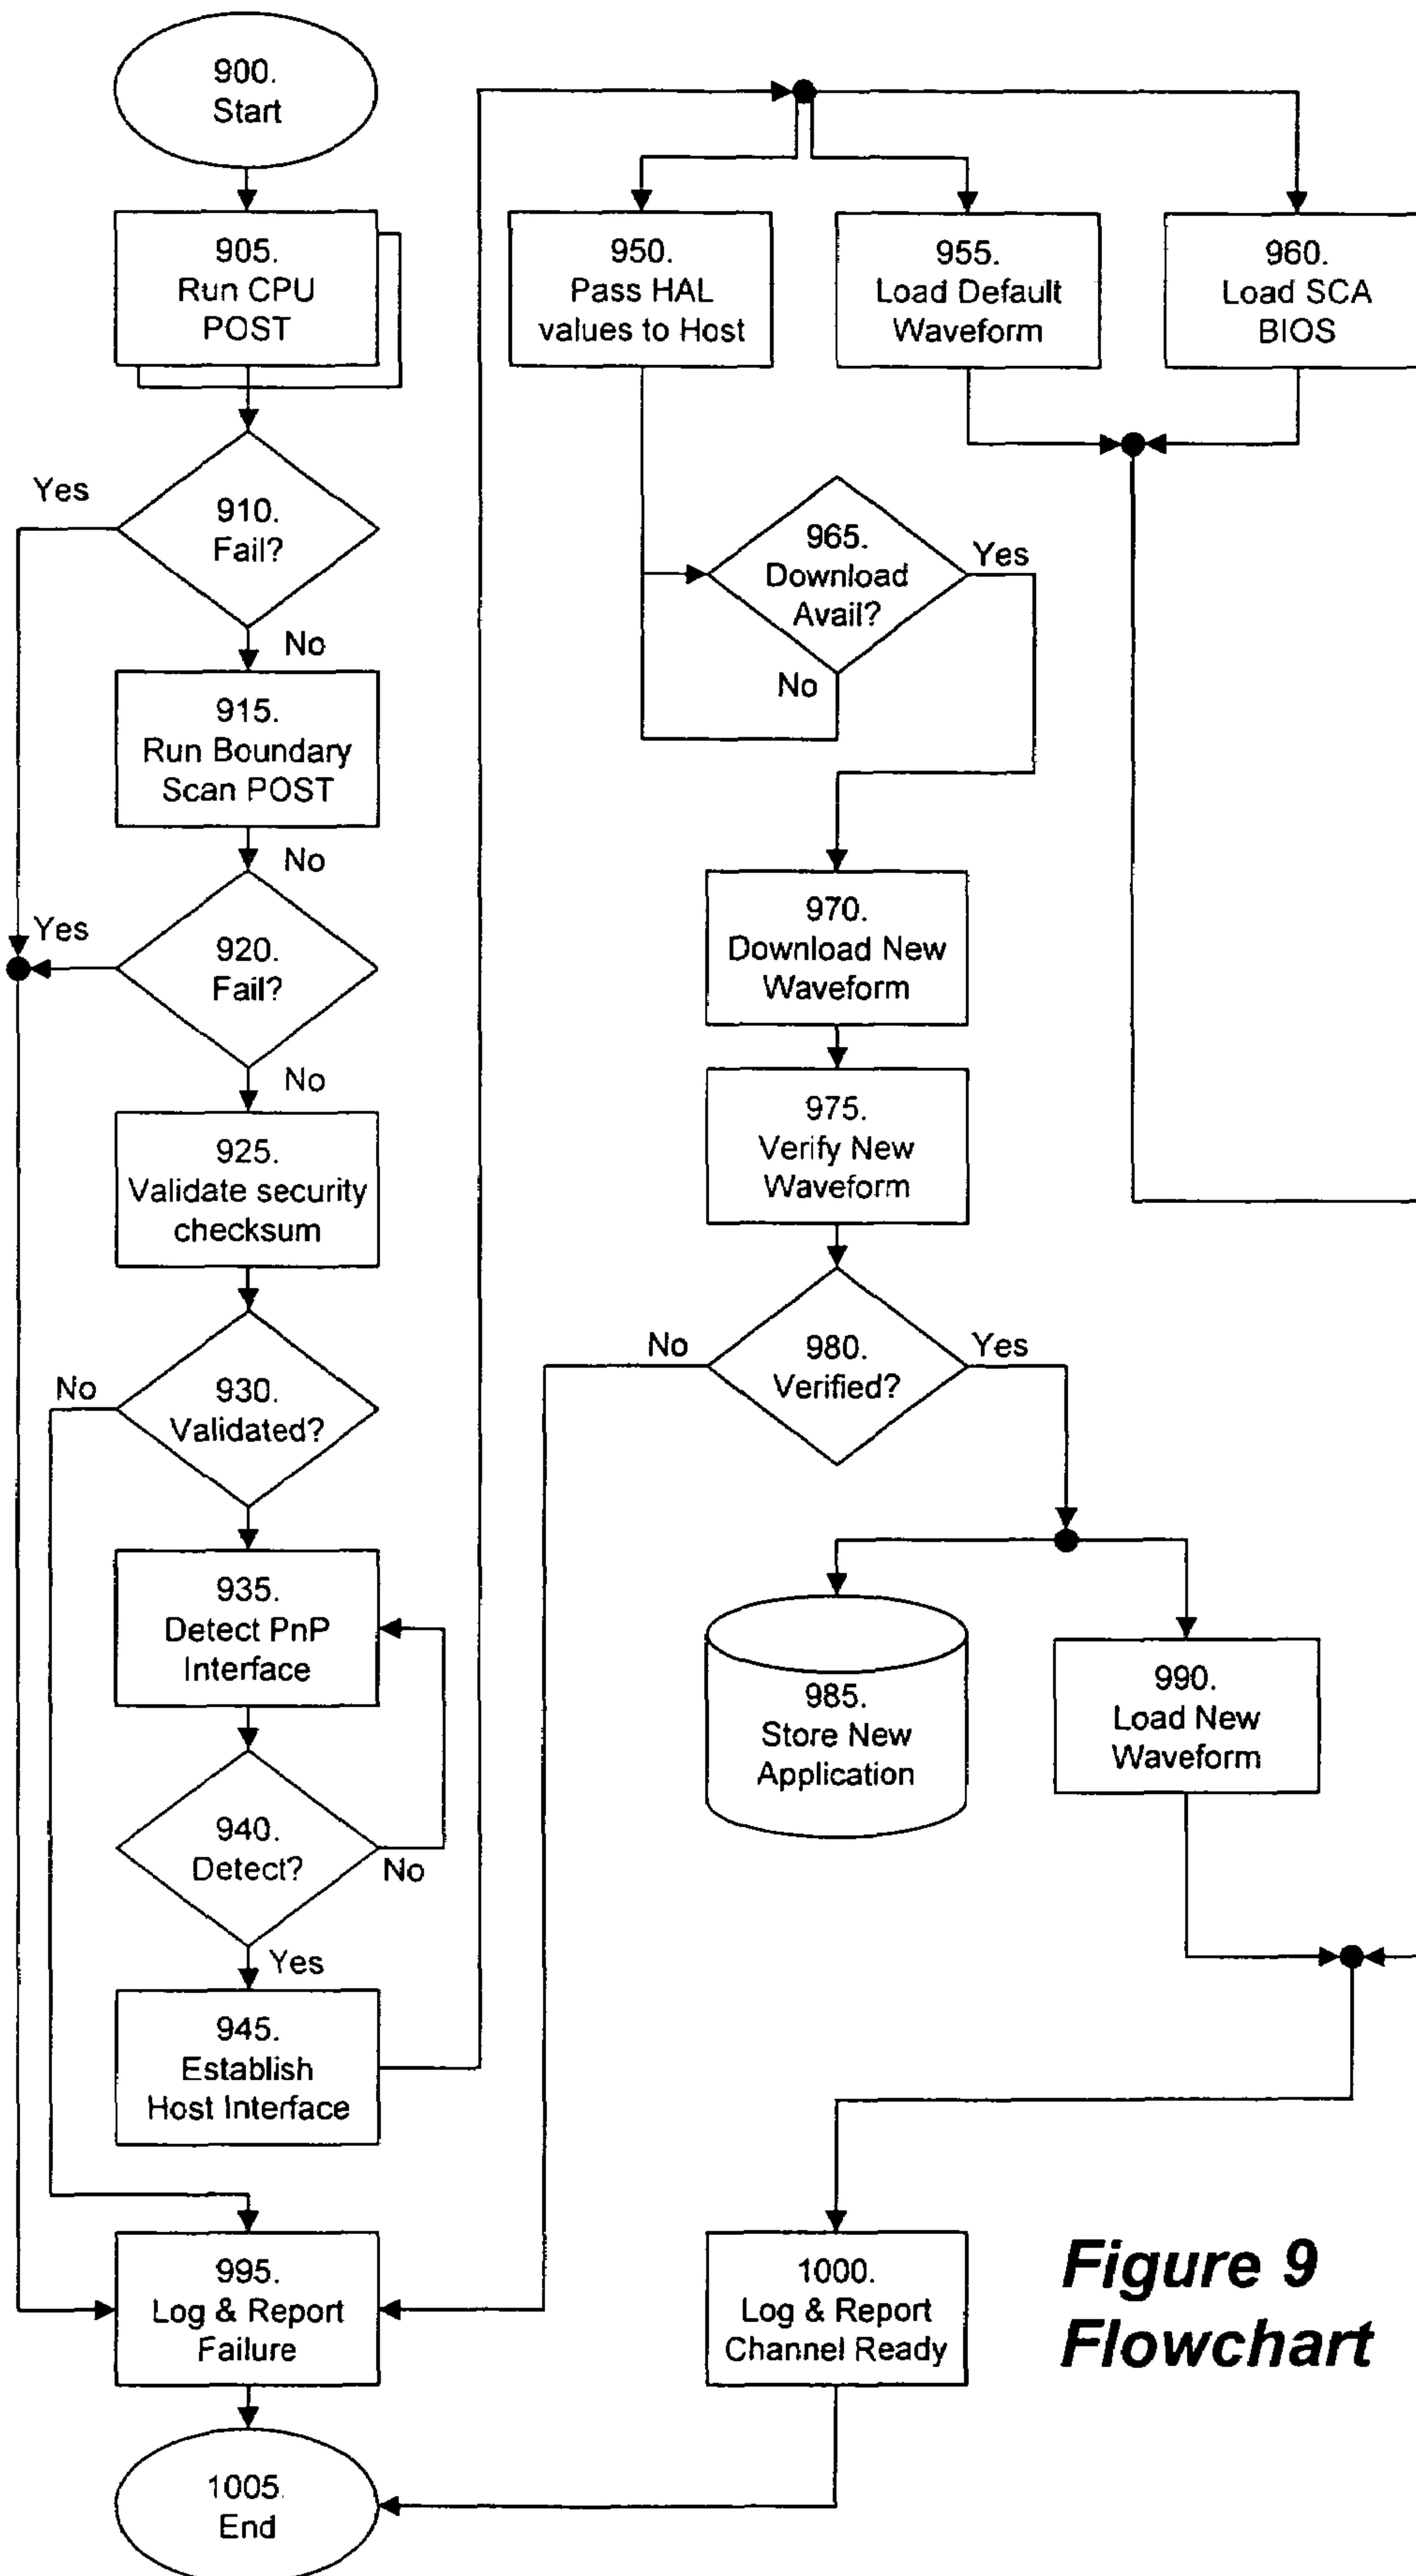 900.
Start
905.
Run CPU
POST
Yes
910.
Fail?
No
915.
Run Boundary
Scan POST
No
Yes
920.
Fail?
No
925.
Validate security
checksum
No
930.
Validated?
935.
Detect PnP
Interface
940.
Detect?
No
Yes
945.
Establish
Host Interface
995.
Log & Report
Failure
1005.
End
950.
Pass HAL
values to Host
955.
Load Default
Waveform
960.
Load SCA
BIOS
965.
Download
Avail?
Yes
No
970.
Download New
Waveform
975.
Verify New
Waveform
No
980.
Verified?
Yes
985.
Store New
Application
990.
Load New
Waveform
1000.
Log & Report
Channel Ready
Figure 9
Flowchart